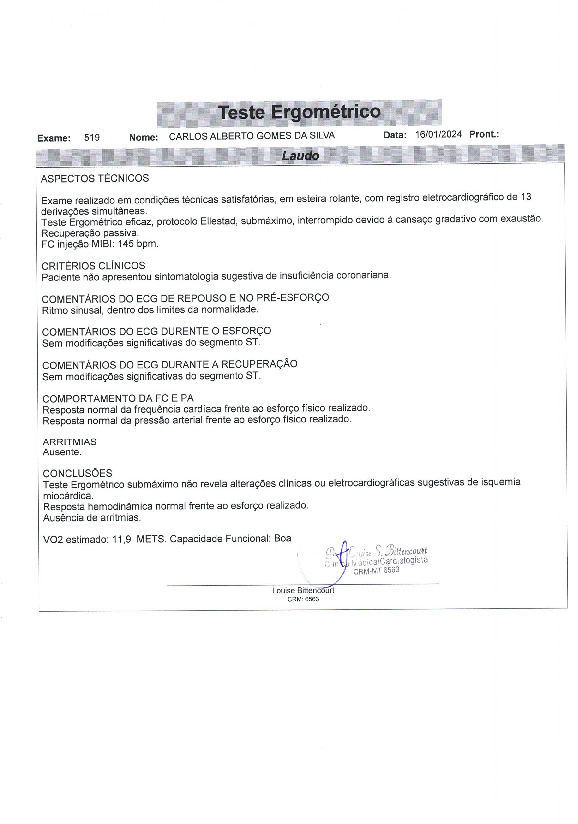 Teste Ergométrico
Exame: 519 Nome: CARLOS ALBERTO GOMES DA SILVA Data: 16/01/2024 Pront.:
Laudo
ASPECTOS TÉCNICOS
Exame realizado em condições técnicas satisfatórias, em esteira rolante, com registro eletrocardiográfico de 13
derivações simultâneas.
Teste Ergométrico eficaz, protocolo Ellestad, submáximo, interrompido devido à cansaço gradativo com exaustão.
Recuperação passiva.
FC injeção MIBI: 145 bpm.
CRITÉRIOS CLÍNICOS
Paciente não apresentou sintomatologia sugestiva de insuficiência coronariana.
COMENTÁRIOS DO ECG DE REPOUSO E NO PRÉ-ESFORÇO
Ritmo sinusal, dentro dos limites da normalidade.
COMENTÁRIOS DO ECG DURENTE O ESFORÇO
Sem modificações significativas do segmento ST.
COMENTÁRIOS DO ECG DURANTE A RECUPERAÇÃO
Sem modificações significativas do segmento ST.
COMPORTAMENTO DA FC E PA
Resposta normal da frequência cardíaca frente ao esforço físico realizado.
Resposta normal da pressão arterial frente ao esforço físico realizado.
ARRITMIAS
Ausente.
CONCLUSÕES
Teste Ergométrico submáximo não revela alterações clínicas ou eletrocardiográficas sugestivas de isquemia
miocárdica.
Resposta hemodinâmica normal frente ao esforço realizado.
Ausência de arritmias.
VO2 estimado: 11,9 METS. Capacidade Funcional: Boa
Louise S. Bittencourt
Médica/Cardiologista
CRM-MT 6563
Louise Bittencourt
CRM: 6563